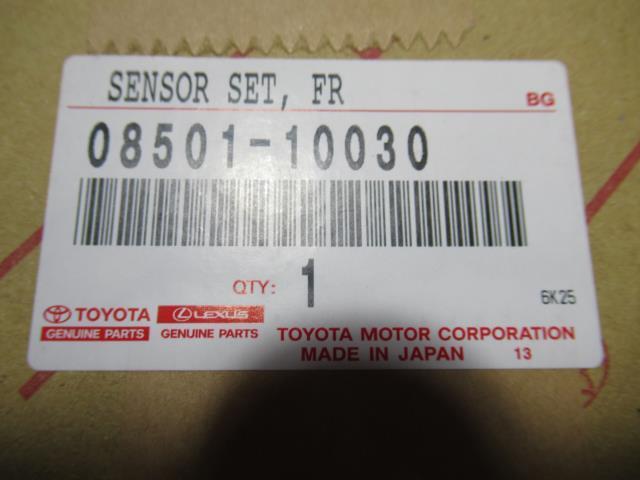 SENSOR SET, FR BG
08501-10030
QTY: 1
6K25
TOYOTA LEXUS
GENUINE PARTS GENUINE PARTS
TOYOTA MOTOR CORPORATION
MADE IN JAPAN 13